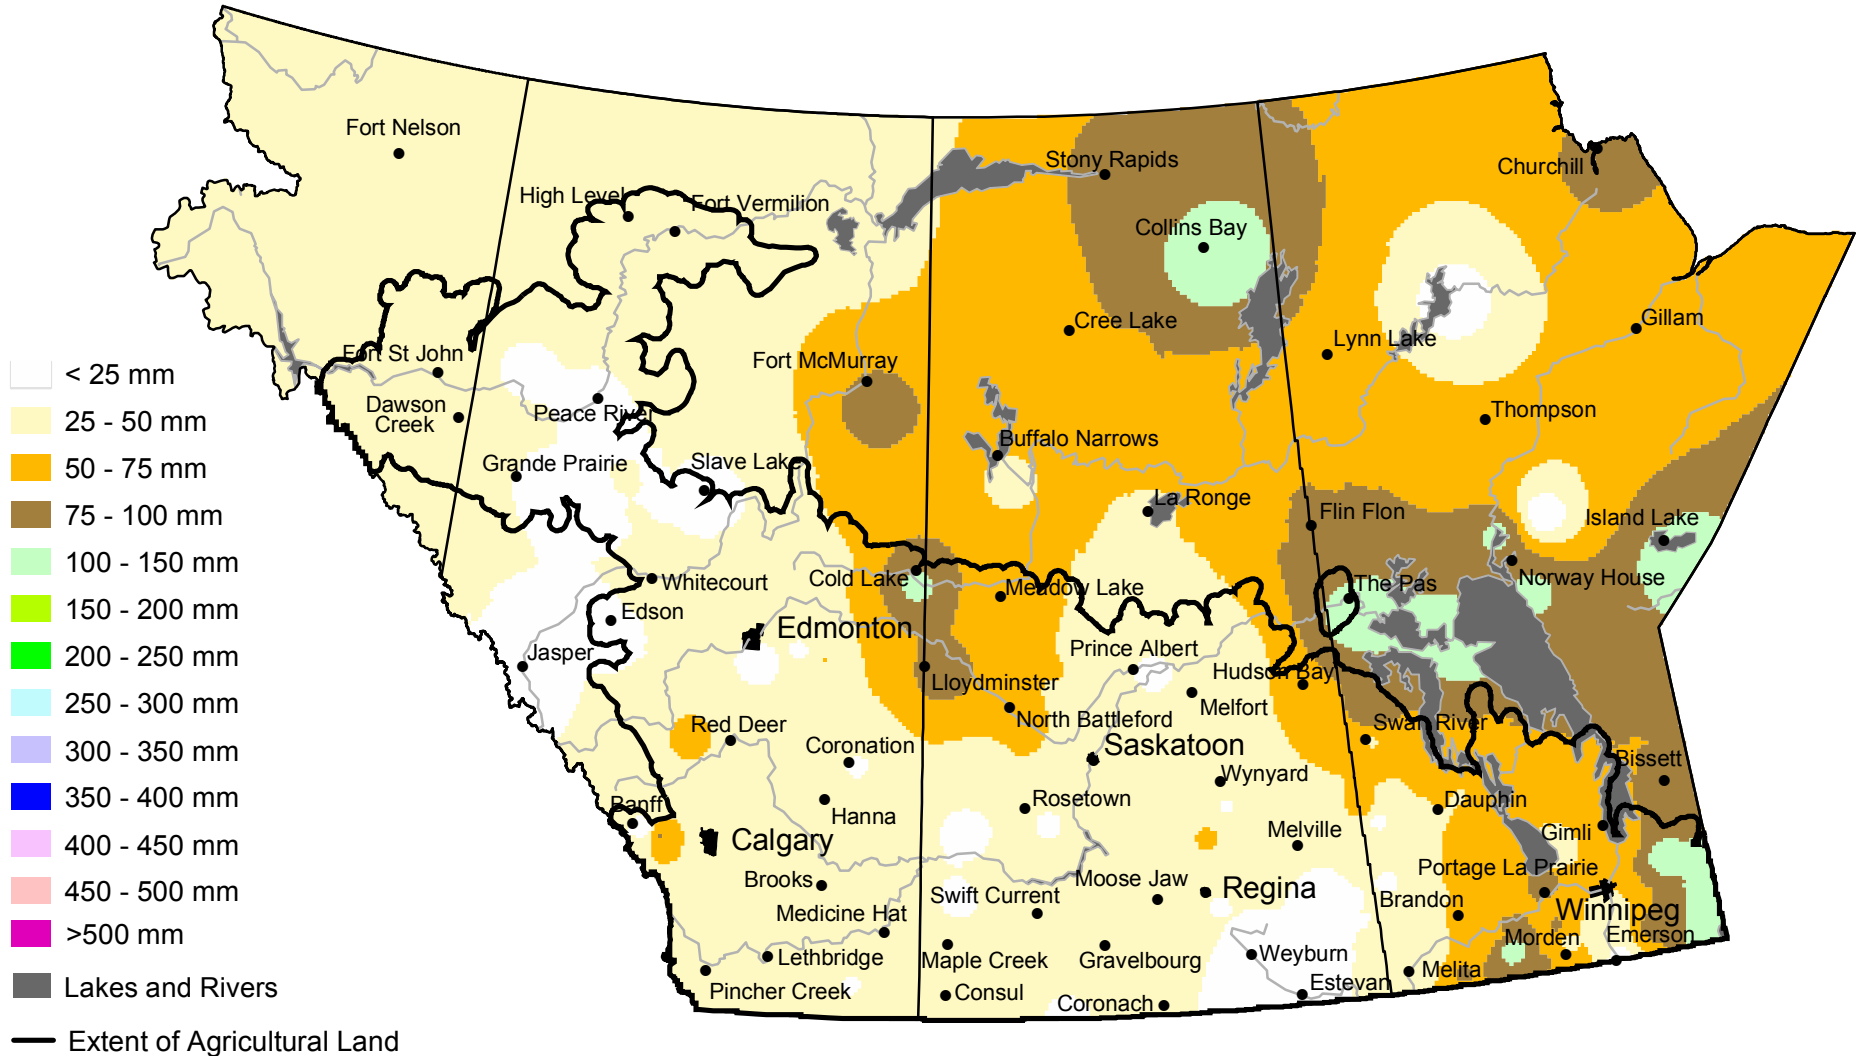 Fort Nelson
Churchill
Stony Rapids
High Level
Fort Vermilion
Collins Bay
Gillam
Cree Lake
Lynn Lake
Fort St John
Fort McMurray
< 25 mm
Dawson
Creek
Peace River
Thompson
25 - 50 mm
Buffalo Narrows
50 - 75 mm
Grande Prairie
Slave Lake
La Ronge
Flin Flon
Island Lake
75 - 100 mm
100 - 150 mm
Whitecourt
Cold Lake
Meadow Lake
The Pas
Norway House
150 - 200 mm
Edson
Edmonton
200 - 250 mm
Jasper
Prince Albert
Hudson Bay
Lloydminster
250 - 300 mm
Melfort
North Battleford
Swan River
Red Deer
Coronation
Saskatoon
300 - 350 mm
Wynyard
Bissett
350 - 400 mm
Banff
Hanna
Rosetown
Dauphin
400 - 450 mm
Calgary
Melville
Gimli
Portage La Prairie
450 - 500 mm
Brooks
Swift Current
Moose Jaw
Regina
Brandon
Winnipeg
>500 mm
Medicine Hat
Morden
Emerson
Lethbridge
Maple Creek
Gravelbourg
Weyburn
Melita
Lakes and Rivers
Pincher Creek
Consul
Coronach
Estevan
Extent of Agricultural Land